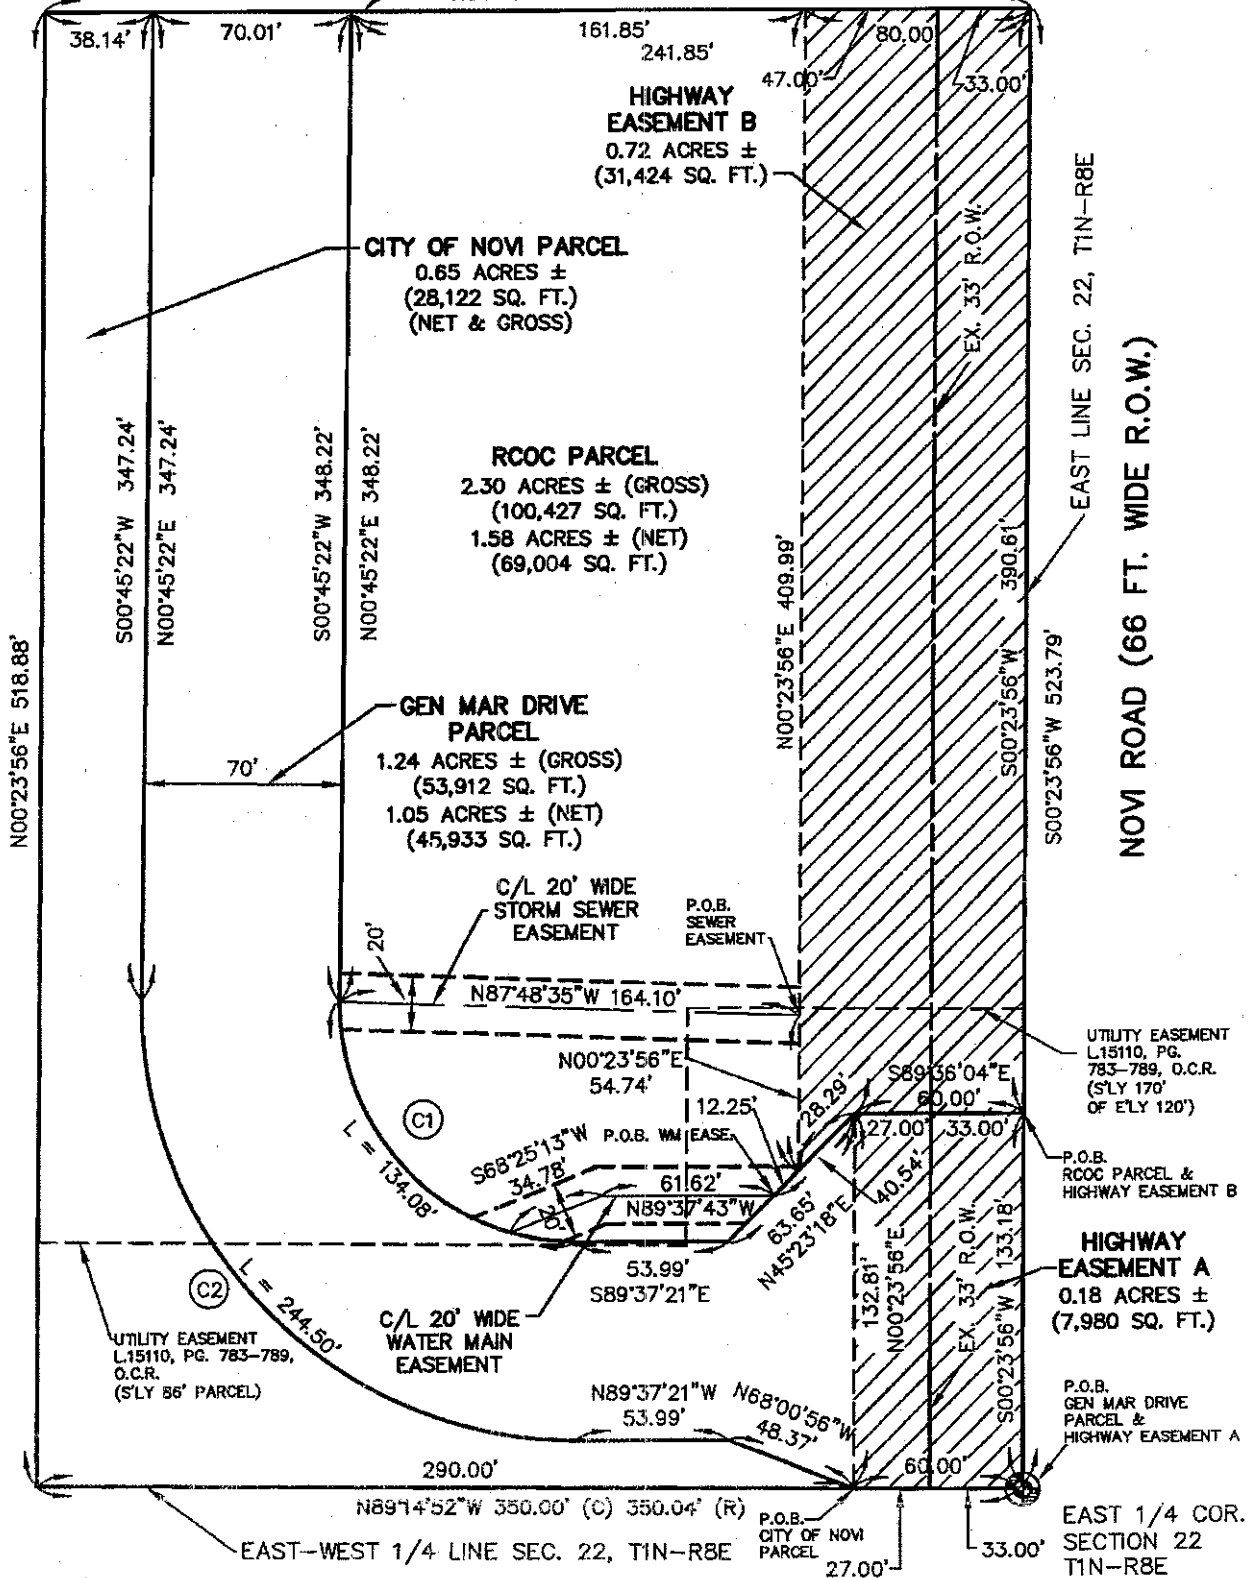 38.14'
70.01'
161.85'
241.85'
80.00
47.00'
33.00'
HIGHWAY
EASEMENT B
0.72 ACRES ±
(31,424 SQ. FT.)
CITY OF NOVI PARCEL
0.65 ACRES ±
(28,122 SQ. FT.)
(NET & GROSS)
EX. 33' R.O.W.
EAST LINE SEC. 22, T1N-R8E
NOVI ROAD (66 FT. WIDE R.O.W.)
S00°45'22"W 347.24'
N00°45'22"E 347.24'
S00°45'22"W 348.22'
N00°45'22"E 348.22'
RCOC PARCEL
2.30 ACRES ± (GROSS)
(100,427 SQ. FT.)
1.58 ACRES ± (NET)
(69,004 SQ. FT.)
N00°23'56"E 409.99'
S00°23'56"W 390.61'
S00°23'56"W 523.79'
N00°23'56"E 518.88'
GEN MAR DRIVE
PARCEL
1.24 ACRES ± (GROSS)
(53,912 SQ. FT.)
1.05 ACRES ± (NET)
(45,933 SQ. FT.)
70'
C/L 20' WIDE
STORM SEWER
EASEMENT
20'
P.O.B.
SEWER
EASEMENT
N87°48'35"W 164.10'
N00°23'56"E
54.74'
UTILITY EASEMENT
L.15110, PG.
783-789, O.C.R.
(S'LY 170'
OF E'LY 120')
S89°36'04"E
60.00'
27.00'
33.00'
28.29'
12.25'
C1
L = 134.08'
S68°25'13"W
34.78'
P.O.B. WM EASE.
61.62'
N89°37'43"W
20'
40.54'
63.65'
N45°23'18"E
P.O.B.
RCOC PARCEL &
HIGHWAY EASEMENT B
HIGHWAY
EASEMENT A
0.18 ACRES ±
(7,980 SQ. FT.)
53.99'
S89°37'21"E
132.81'
N00°23'56"E
EX. 33' R.O.W.
S00°23'56"W 133.18'
C2
L = 244.50'
C/L 20' WIDE
WATER MAIN
EASEMENT
UTILITY EASEMENT
L.15110, PG. 783-789,
O.C.R.
(S'LY 86' PARCEL)
N89°37'21"W
53.99'
N68°00'56"W
48.37'
P.O.B.
GEN MAR DRIVE
PARCEL &
HIGHWAY EASEMENT A
290.00'
60.00'
N89°14'52"W 350.00' (C) 350.04' (R)
P.O.B.
CITY OF NOVI
PARCEL
27.00'
33.00'
EAST-WEST 1/4 LINE SEC. 22, T1N-R8E
EAST 1/4 COR.
SECTION 22
T1N-R8E